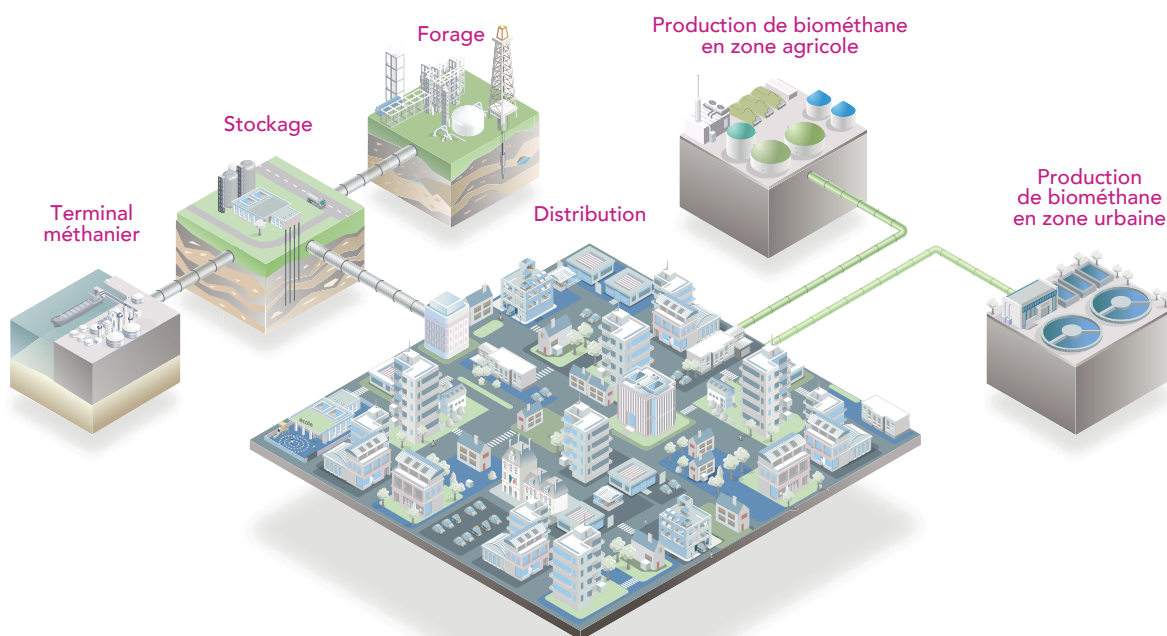 Forage
Production de biométhane
en zone agricole
Stockage
Production
de biométhane
en zone urbaine
Terminal
méthanier
Distribution